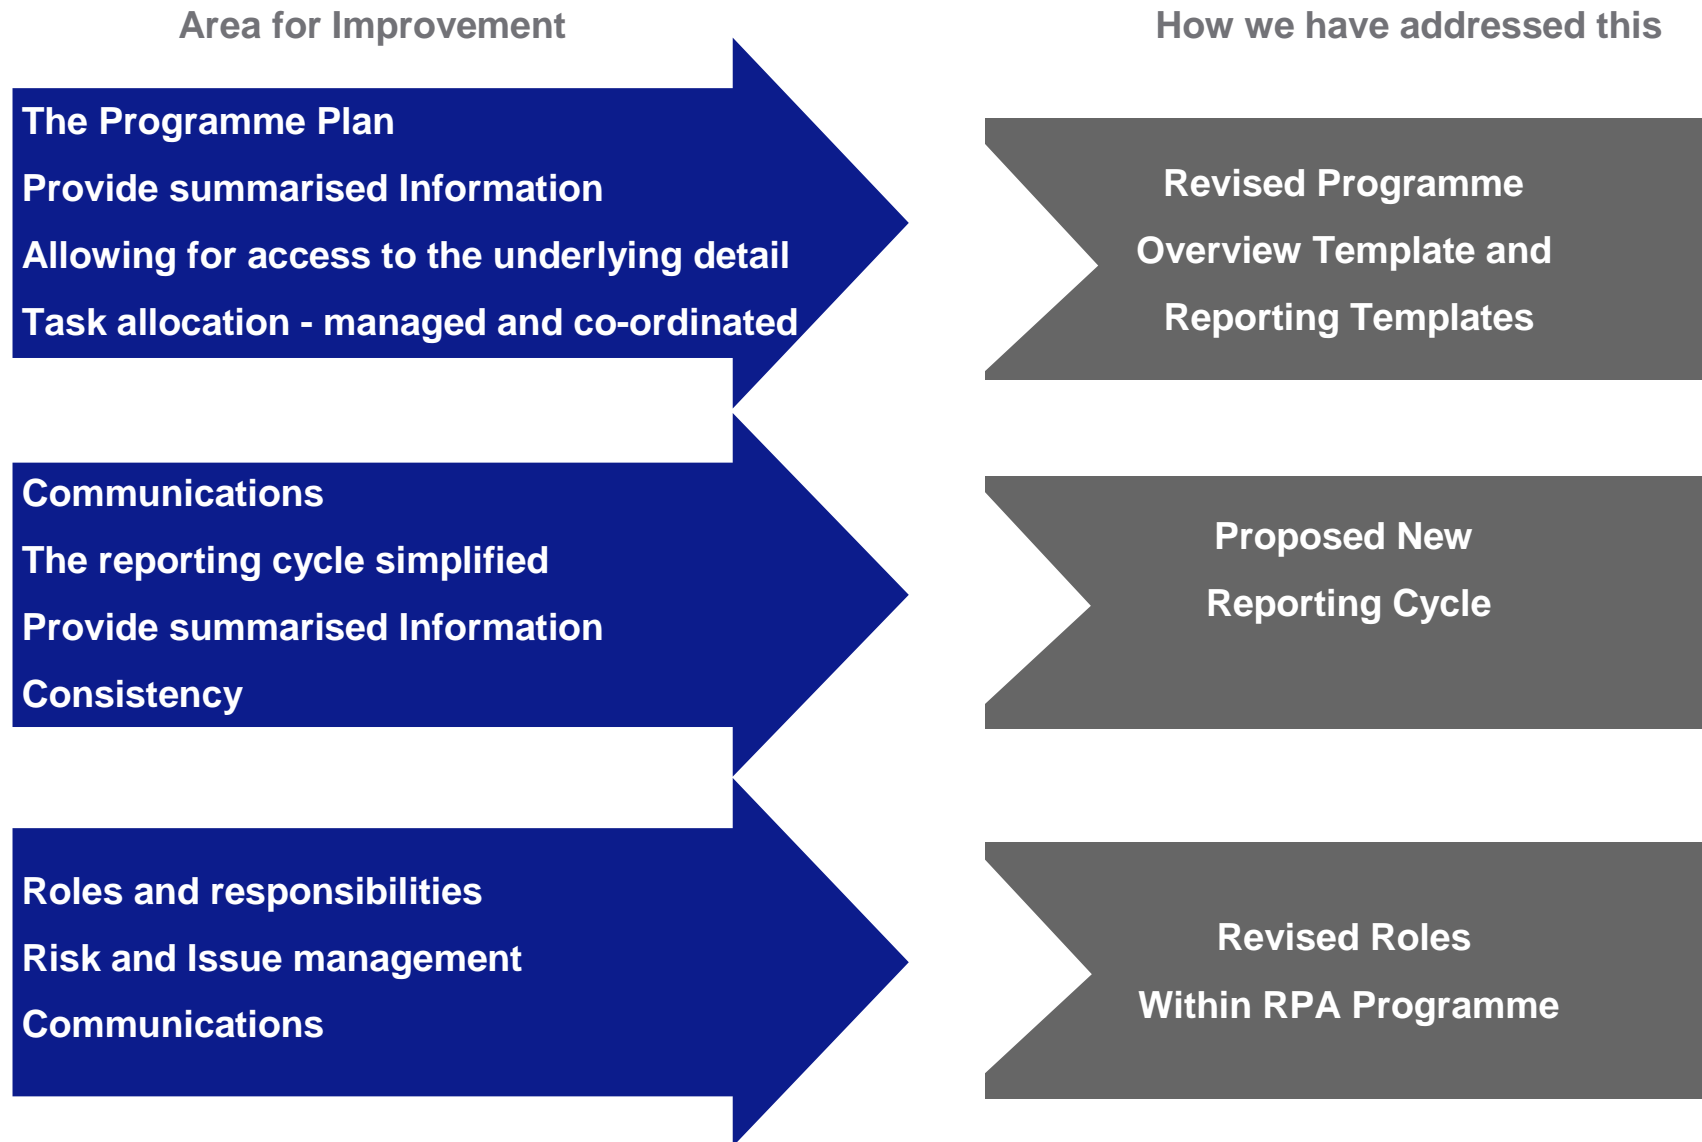 Area for Improvement
How we have addressed this
The Programme Plan
Provide summarised Information
Allowing for access to the underlying detail
Task allocation - managed and co-ordinated
Revised Programme
Overview Template and
Reporting Templates
Communications
The reporting cycle simplified
Provide summarised Information
Consistency
Proposed New
Reporting Cycle
Roles and responsibilities
Risk and Issue management
Communications
Revised Roles
Within RPA Programme